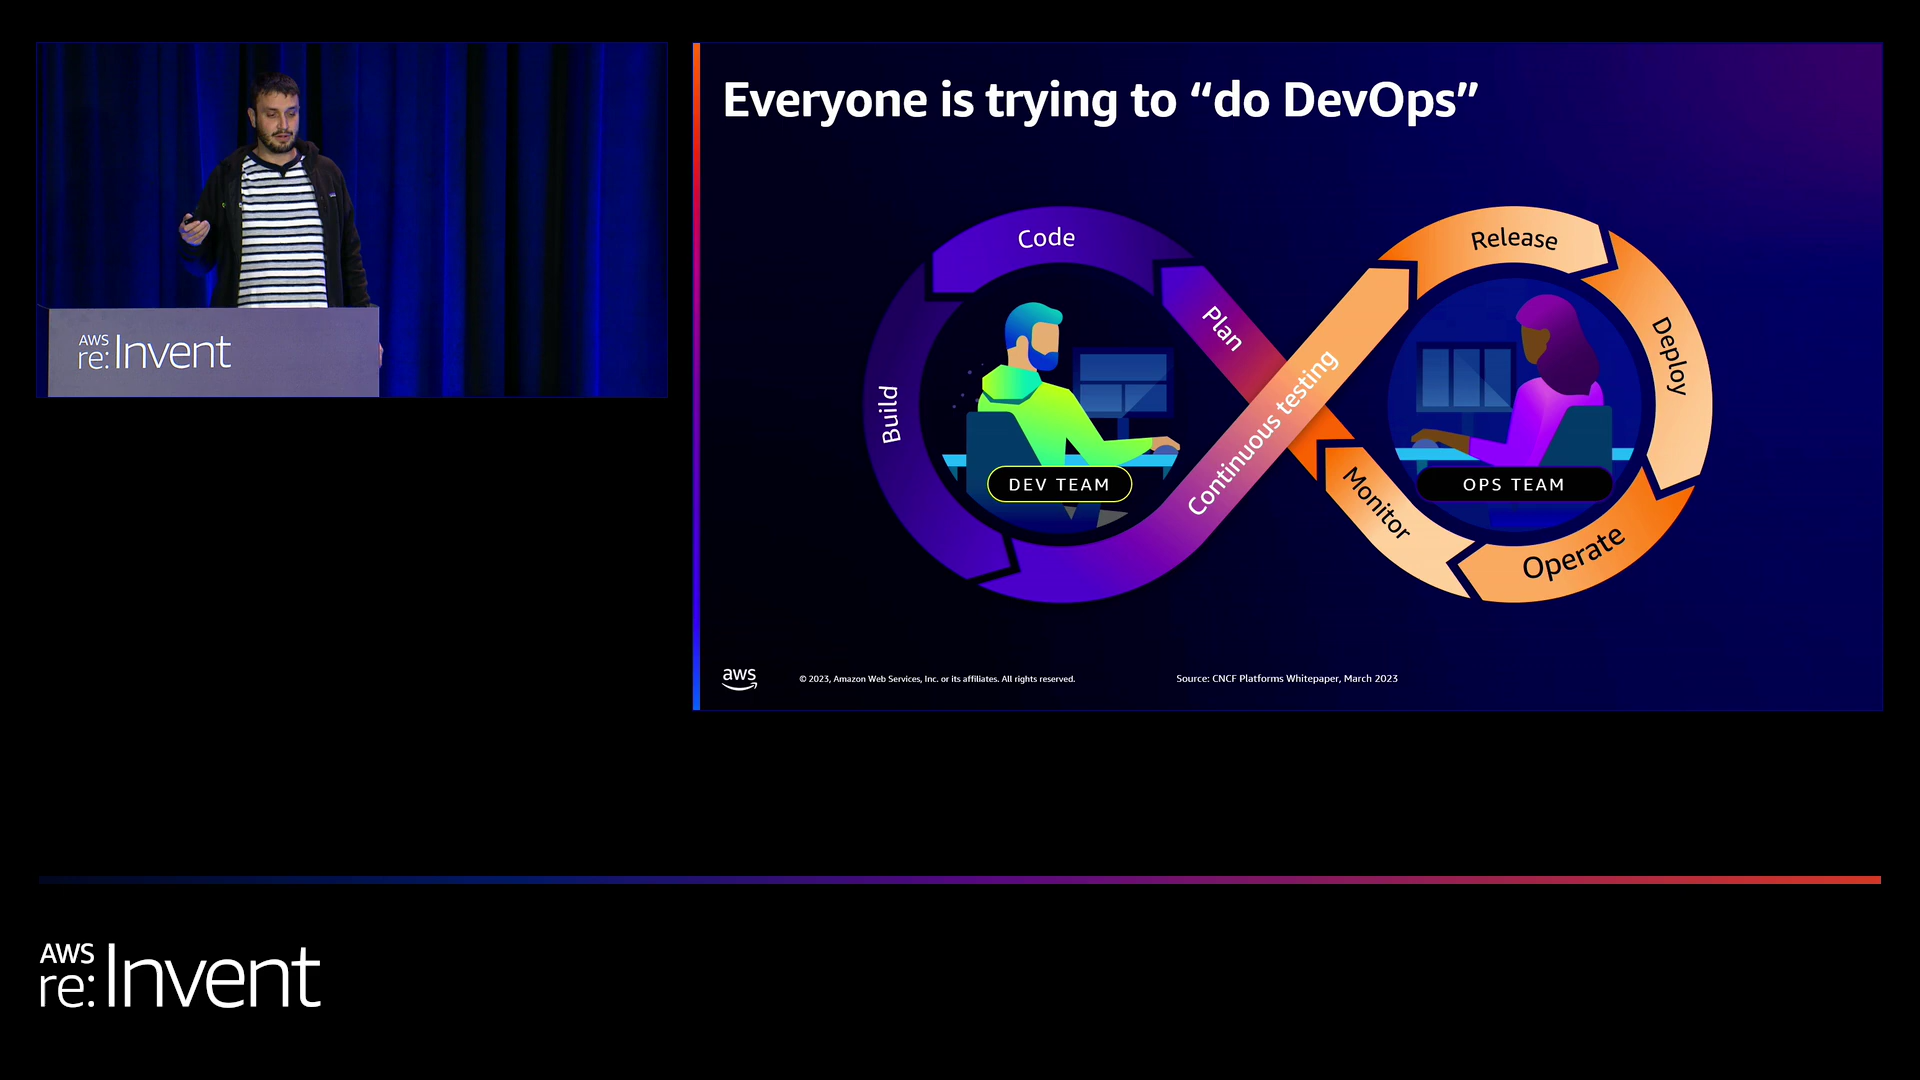 AWS
re:Invent
Everyone is trying to “do DevOps”
Code
Release
Plan
Deploy
Build
Continuous testing
DEV TEAM
OPS TEAM
Monitor
Operate
aws
© 2023, Amazon Web Services, Inc. or its affiliates. All rights reserved.
Source: CNCF Platforms Whitepaper, March 2023
AWS
re:Invent